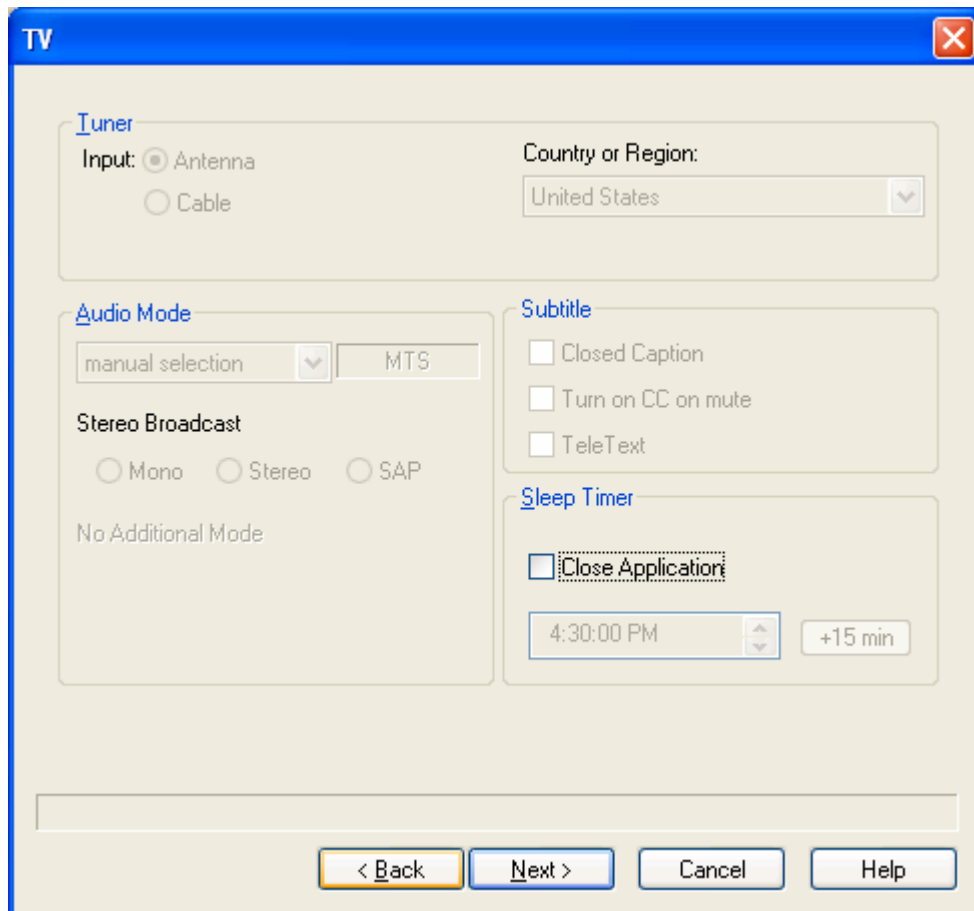 TV
Tuner
Input: Antenna
Cable
Country or Region:
United States
Audio Mode
manual selection MTS
Stereo Broadcast
Mono Stereo SAP
No Additional Mode
Subtitle
Closed Caption
Turn on CC on mute
TeleText
Sleep Timer
Close Application
4:30:00 PM +15 min
< Back Next > Cancel Help